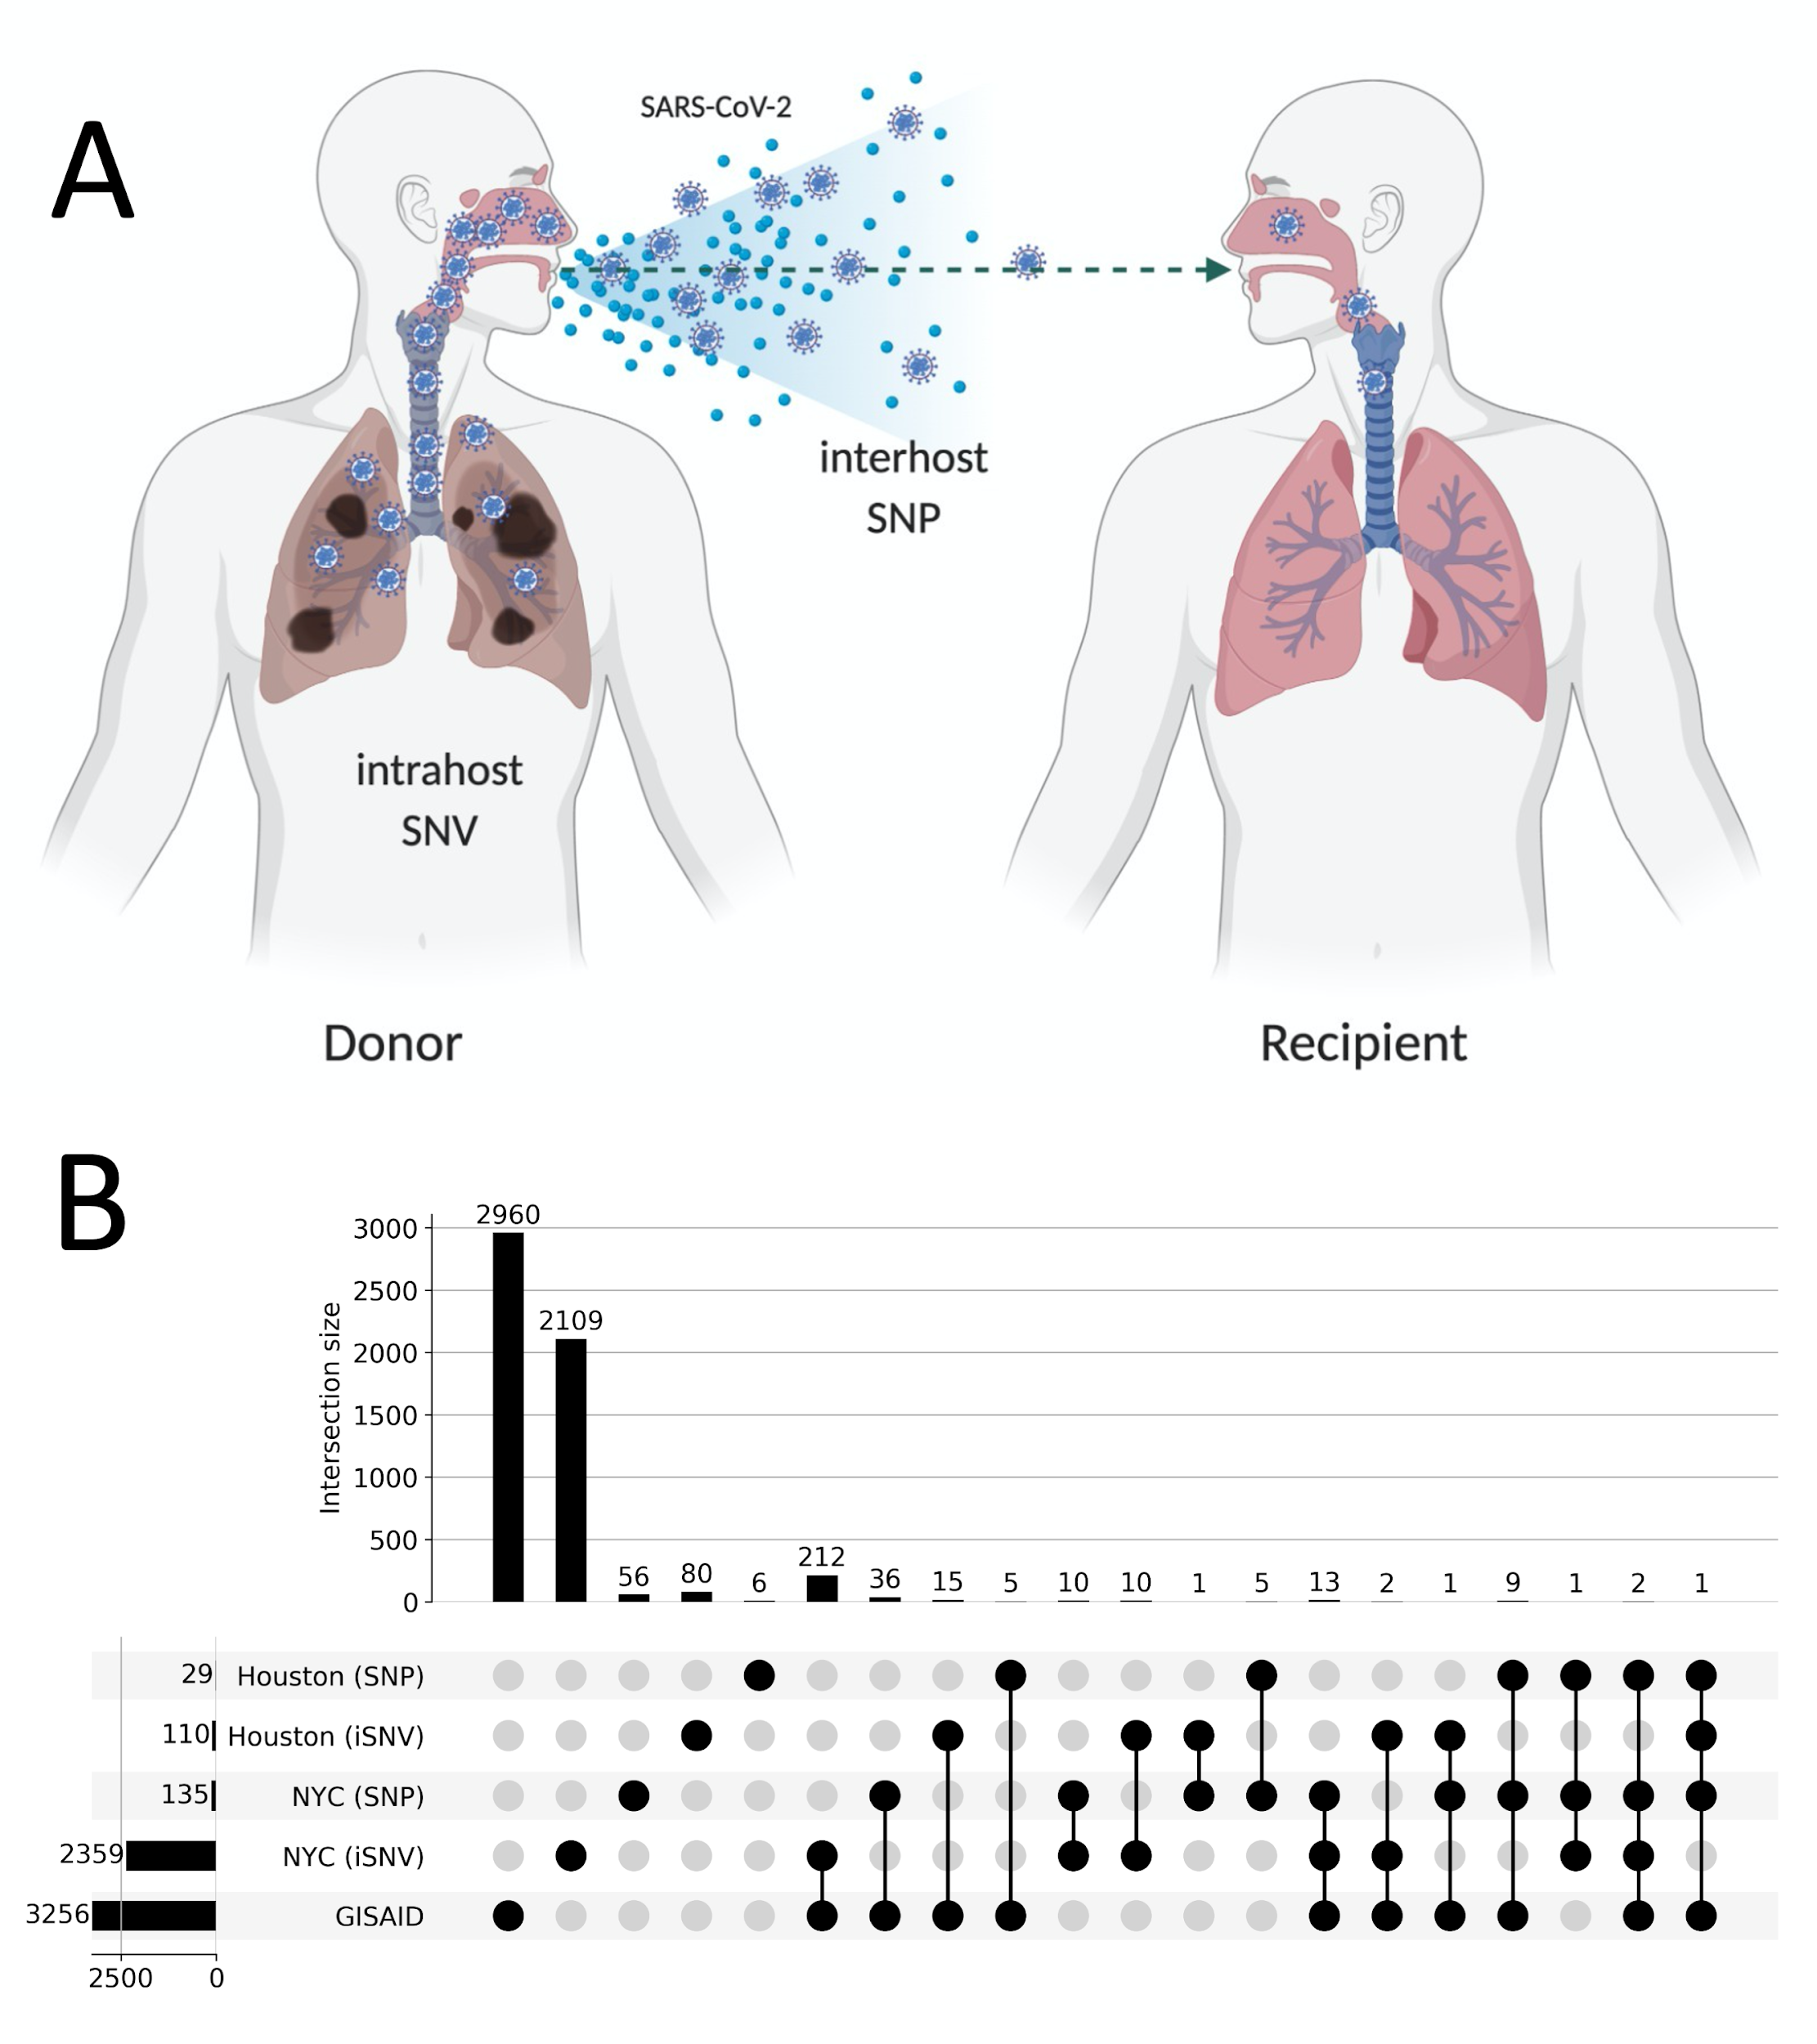 A
SARS-CoV-2
interhost
SNP
intrahost
SNV
Donor
Recipient
B
Intersection size
3000
2500
2000
1500
1000
500
0
2960
2109
56
80
6
212
36
15
5
10
10
1
5
13
2
1
9
1
2
1
29 Houston (SNP)
110 Houston (iSNV)
135 NYC (SNP)
2359 NYC (iSNV)
3256 GISAID
2500 0